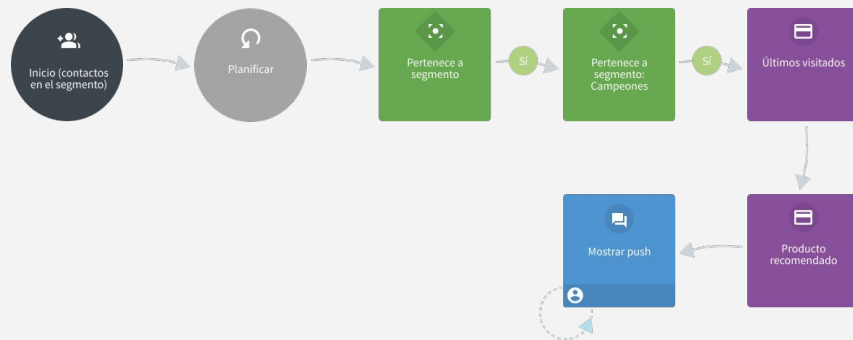 Inicio (contactos
en el segmento)
Planificar
Pertenece a
segmento
Sí
Pertenece a
segmento:
Campeones
Sí
Últimos visitados
Producto
recomendado
Mostrar push